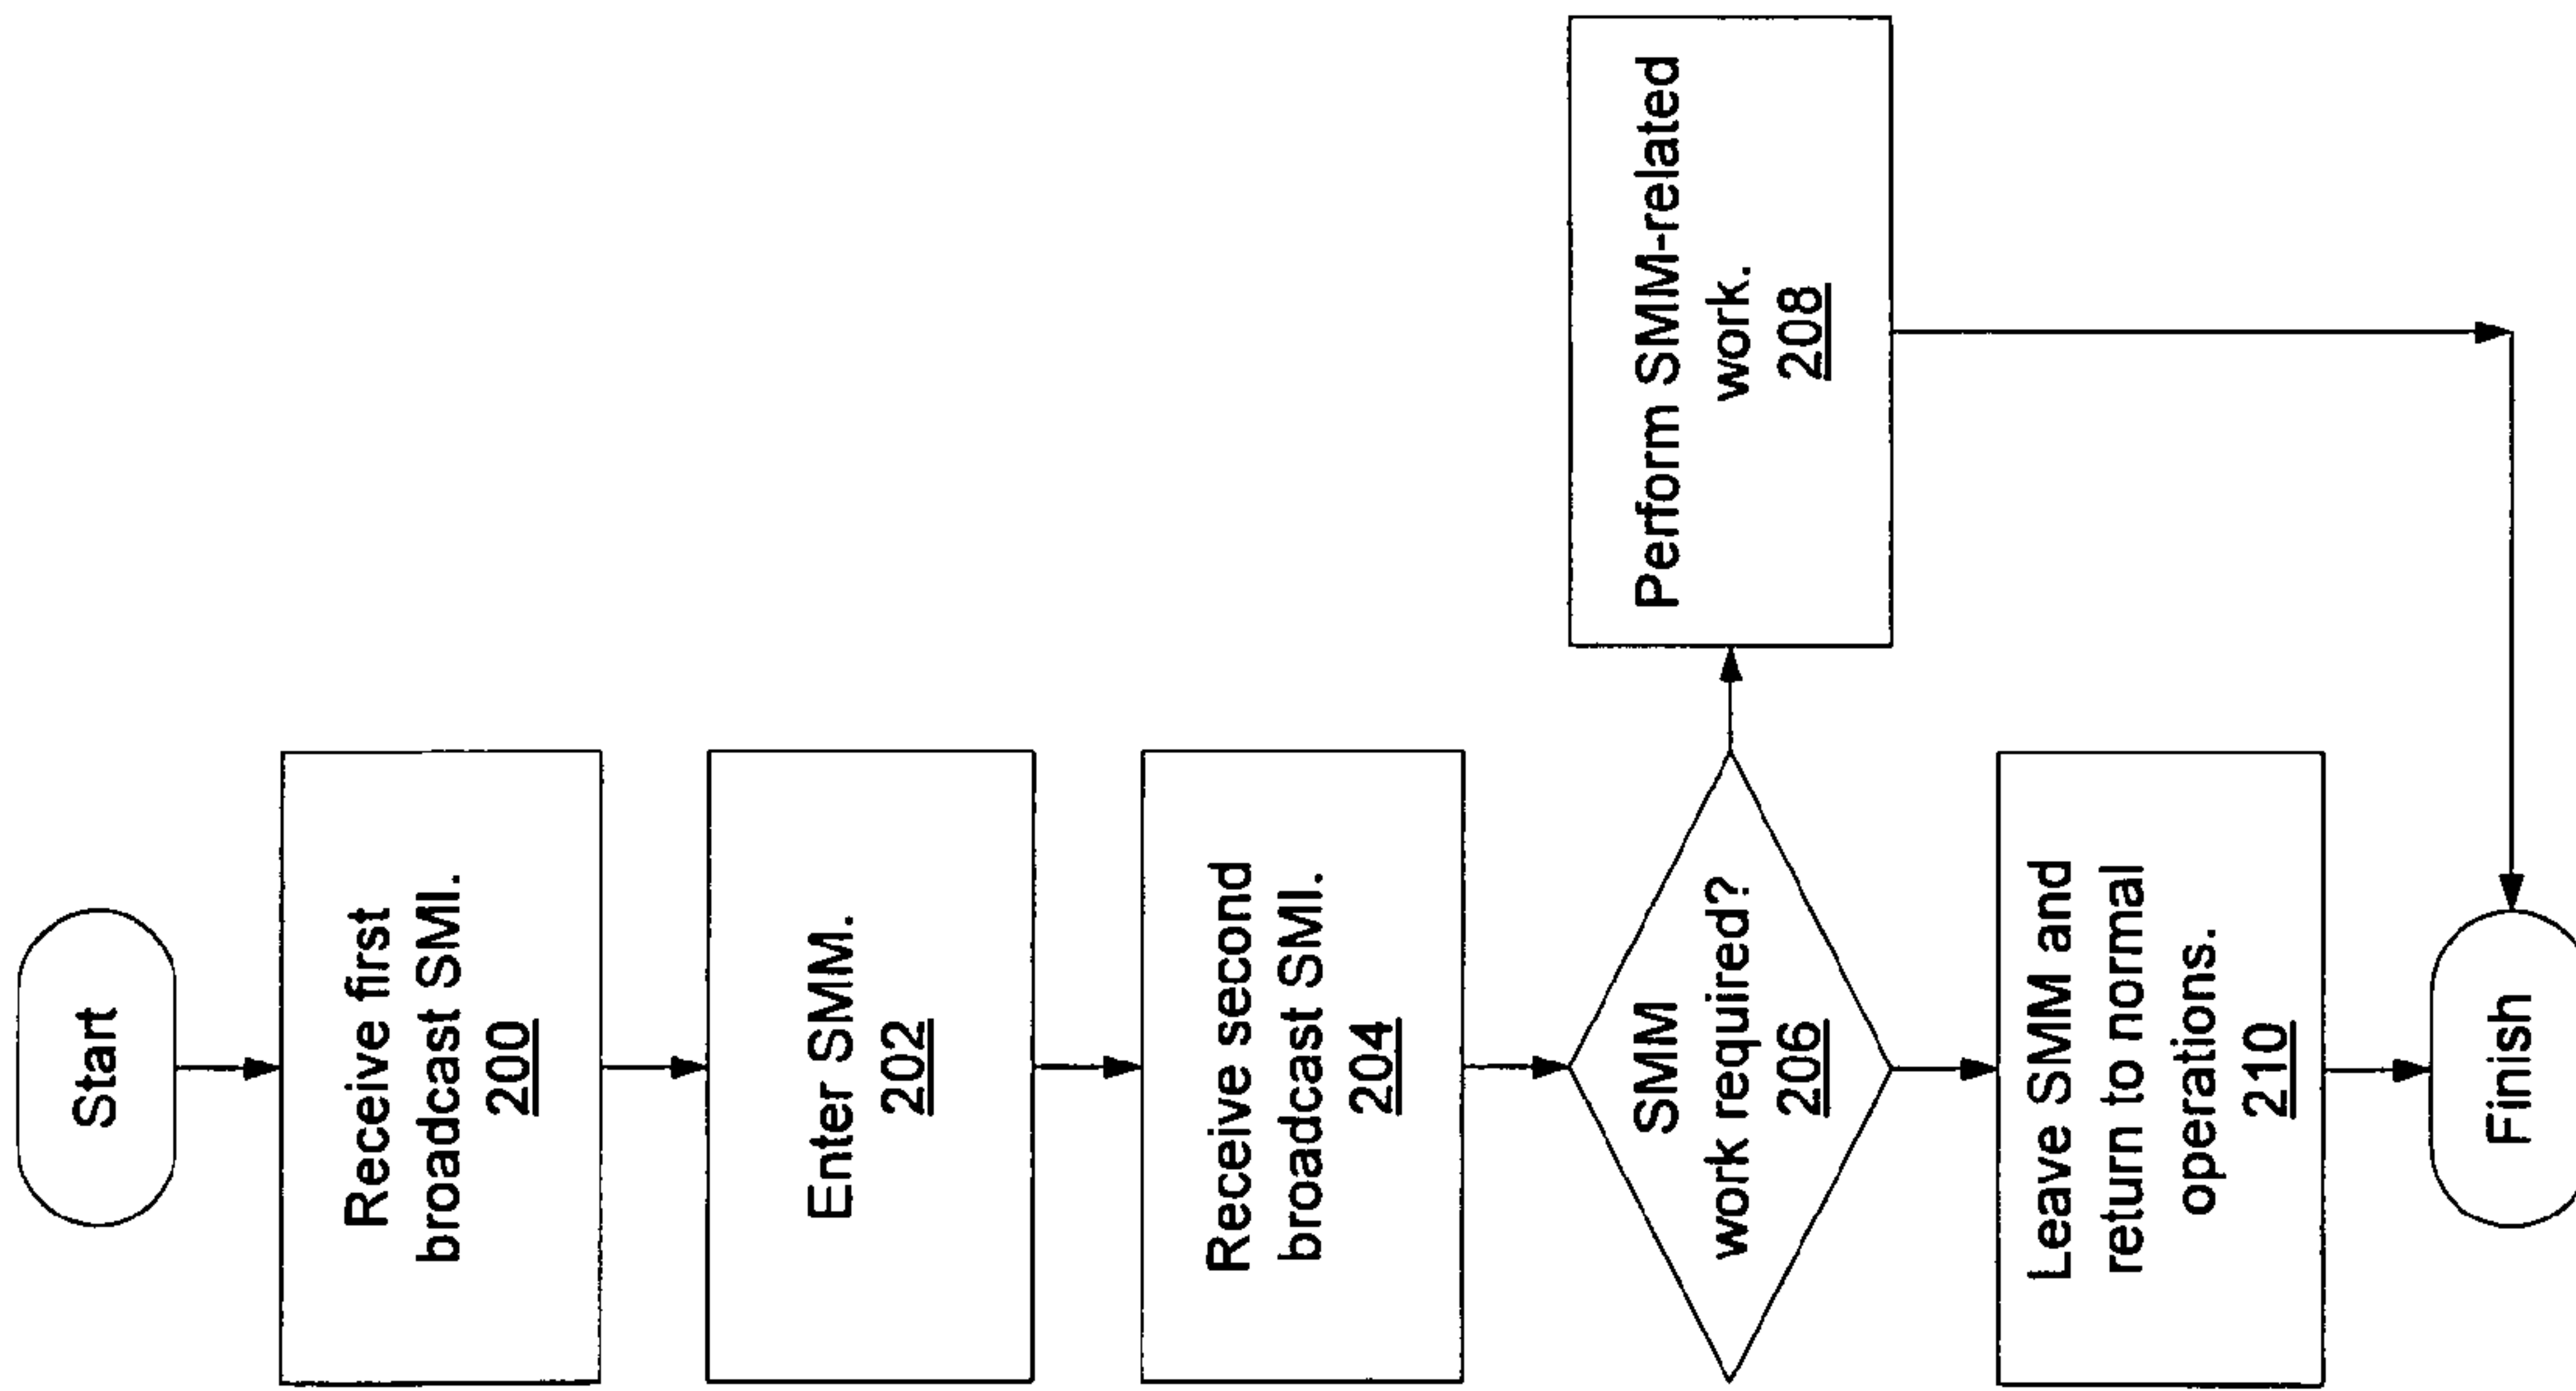 Start
Receive first
broadcast SMI.
200
Enter SMM.
202
Receive second
broadcast SMI.
204
SMM
work required?
206
Perform SMM-related
work.
208
Leave SMM and
return to normal
operations.
210
Finish